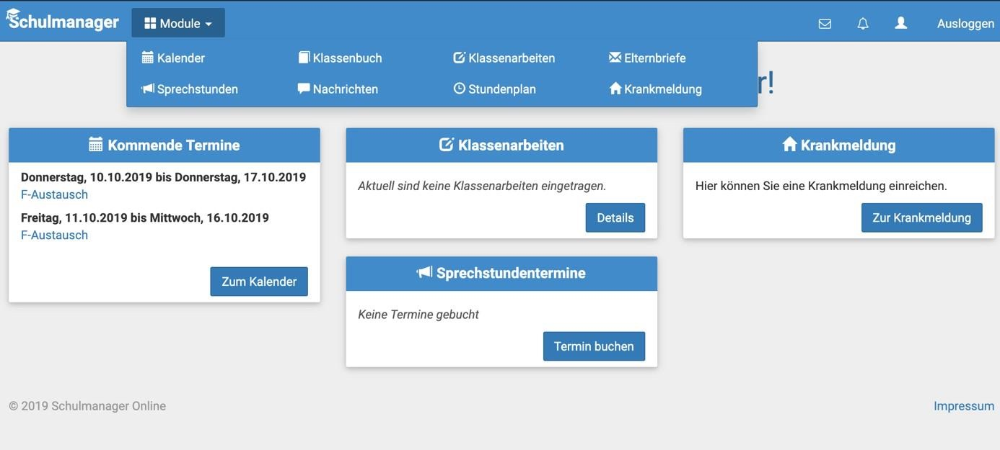 Schulmanager Module Ausloggen
Kalender Klassenbuch Klassenarbeiten Elternbriefe
Sprechstunden Nachrichten Stundenplan Krankmeldung
r!
Kommende Termine
Donnerstag, 10.10.2019 bis Donnerstag, 17.10.2019
F-Austausch
Freitag, 11.10.2019 bis Mittwoch, 16.10.2019
F-Austausch
Zum Kalender
Klassenarbeiten
Aktuell sind keine Klassenarbeiten eingetragen.
Details
Sprechstundentermine
Keine Termine gebucht
Termin buchen
Krankmeldung
Hier können Sie eine Krankmeldung einreichen.
Zur Krankmeldung
© 2019 Schulmanager Online
Impressum